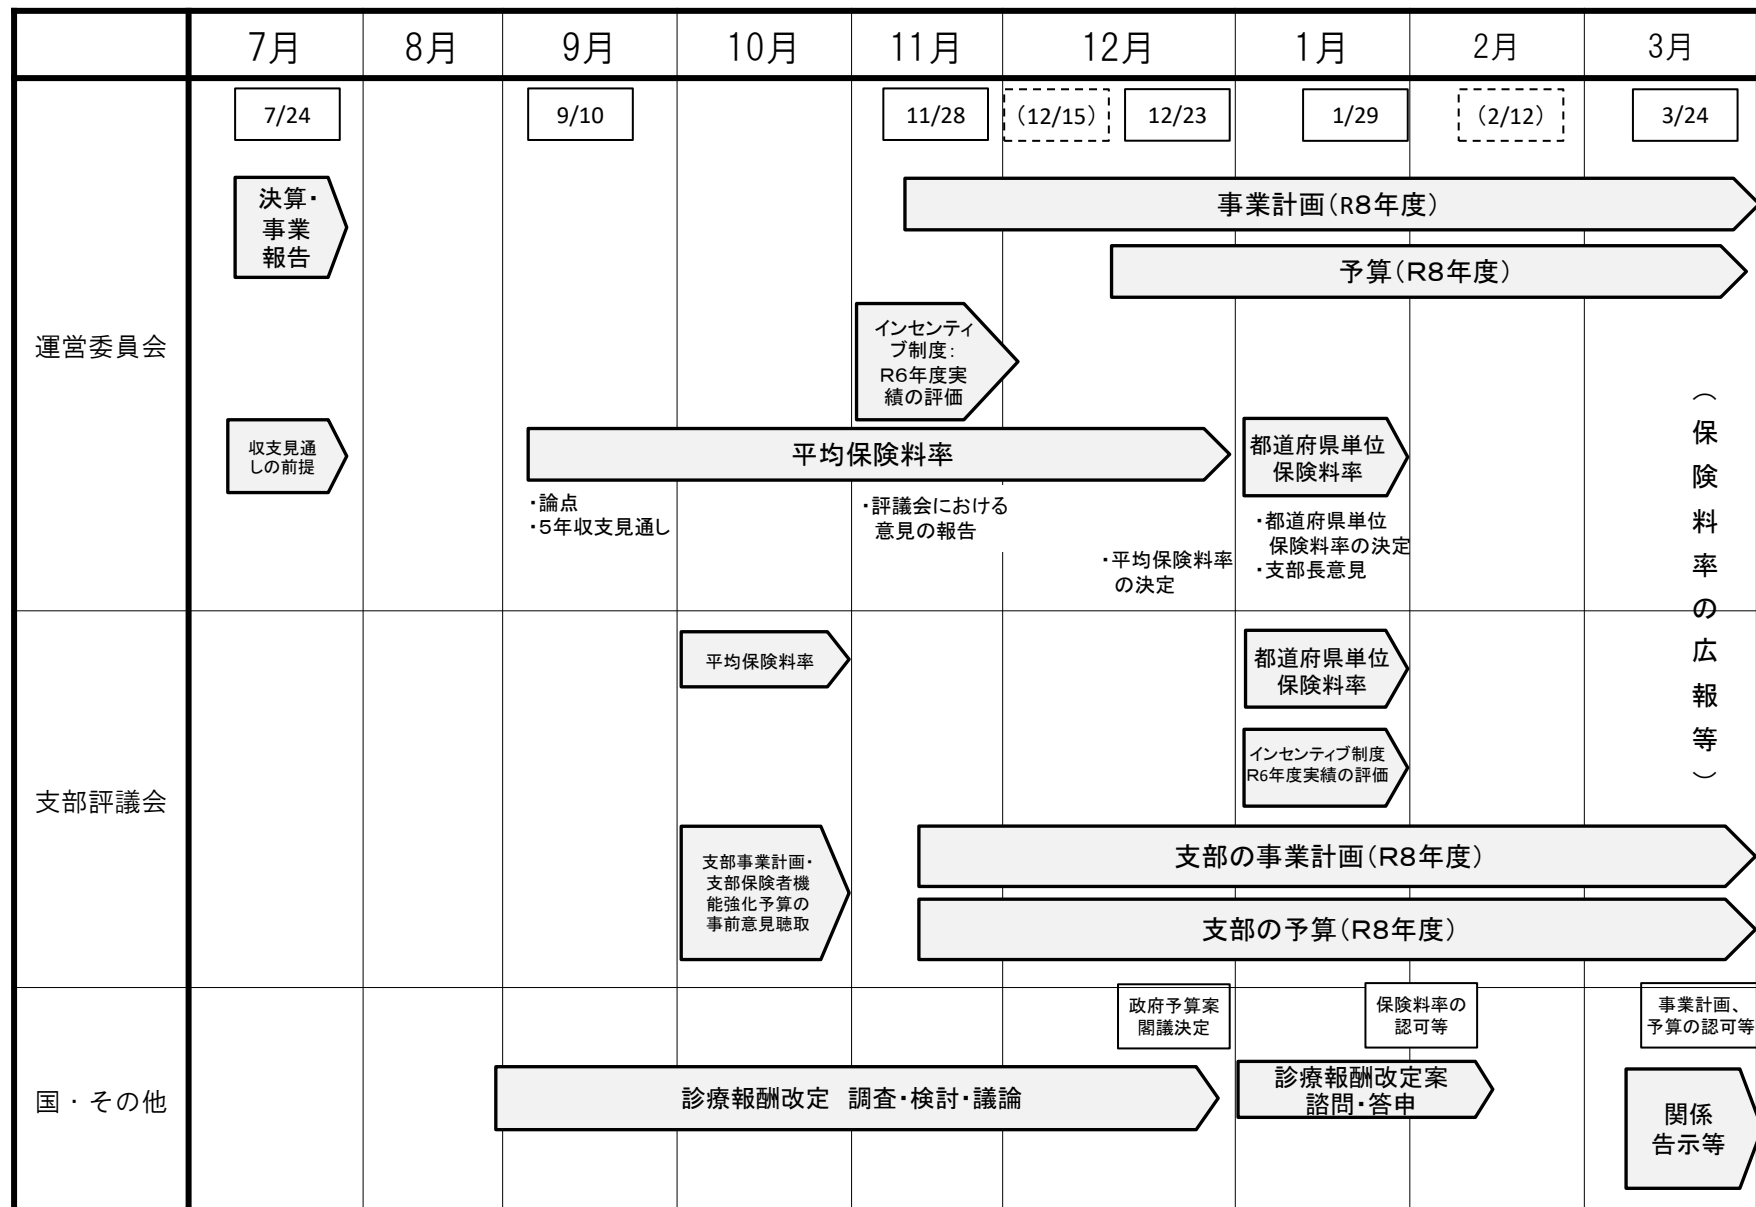 7月
8月
9月
10月
11月
12月
1月
2月
3月
7/24
9/10
11/28
(12/15)
12/23
1/29
(2/12)
3/24
運営委員会
決算・
事業
報告
事業計画(R8年度)
予算(R8年度)
インセンティ
ブ制度:
R6年度実
績の評価
収支見通
しの前提
平均保険料率
都道府県単位
保険料率
・論点
・5年収支見通し
・評議会における
意見の報告
・平均保険料率
の決定
・都道府県単位
保険料率の決定
・支部長意見
(保険料率の広報等)
支部評議会
平均保険料率
都道府県単位
保険料率
インセンティブ制度
R6年度実績の評価
支部事業計画・
支部保険者機
能強化予算の
事前意見聴取
支部の事業計画(R8年度)
支部の予算(R8年度)
国・その他
政府予算案
閣議決定
保険料率の
認可等
事業計画、
予算の認可等
診療報酬改定 調査・検討・議論
診療報酬改定案
諮問・答申
関係
告示等